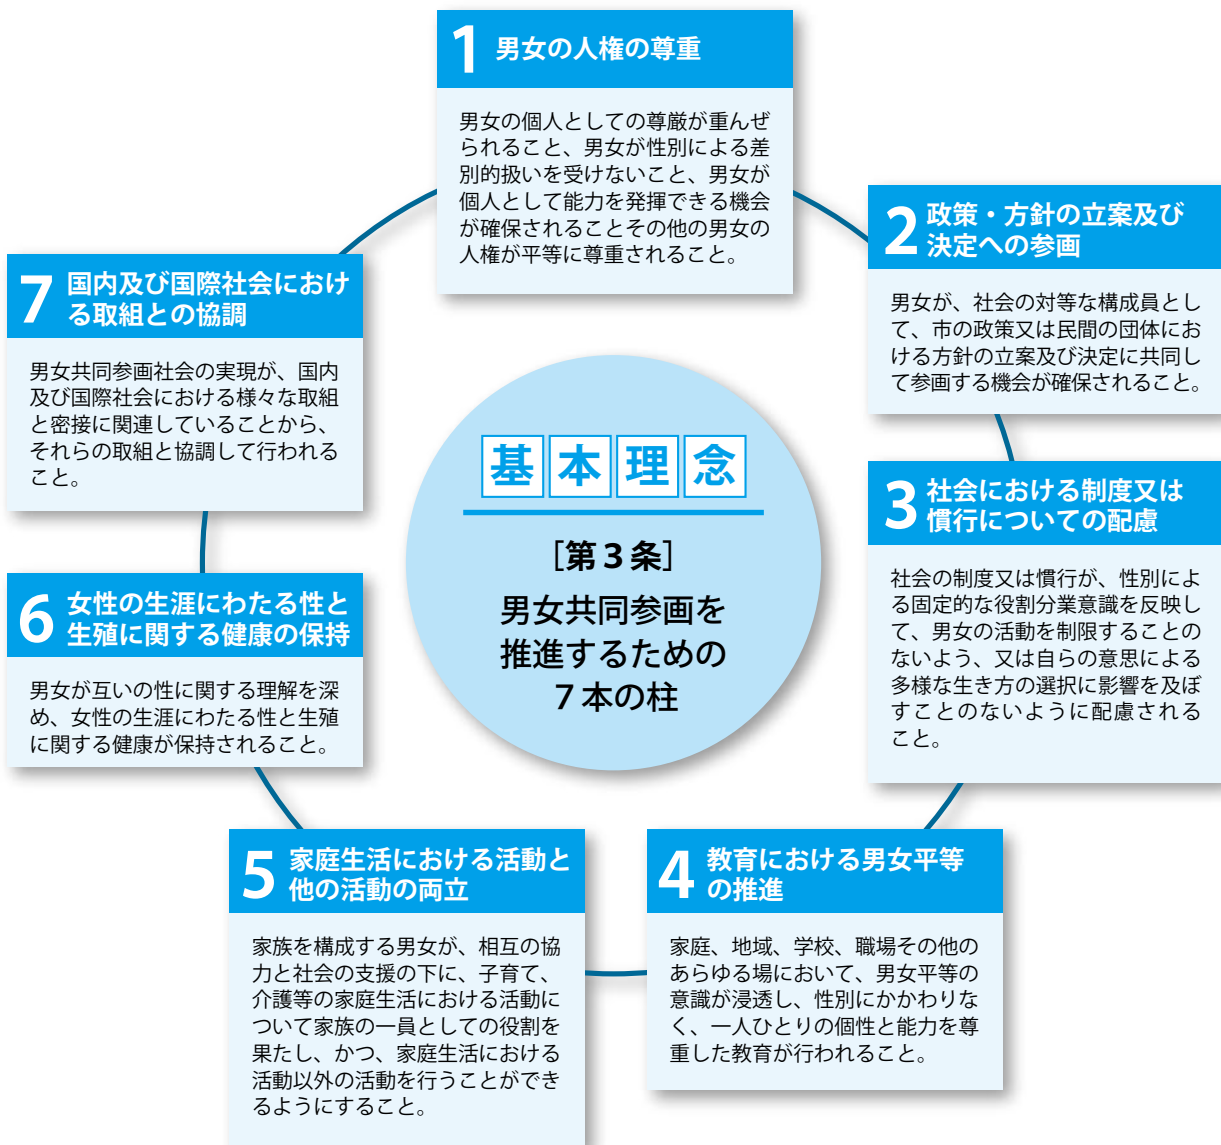 1 男女の人権の尊重
男女の個人としての尊厳が重んぜ
られること、男女が性別による差
別的扱いを受けないこと、男女が
個人として能力を発揮できる機会
が確保されることその他の男女の
人権が平等に尊重されること。
2 政策・方針の立案及び
決定への参画
男女が、社会の対等な構成員とし
て、市の政策又は民間の団体にお
ける方針の立案及び決定に共同し
て参画する機会が確保されること。
3 社会における制度又は
慣行についての配慮
社会の制度又は慣行が、性別によ
る固定的な役割分業意識を反映し
て、男女の活動を制限することの
ないよう、又は自らの意思による
多様な生き方の選択に影響を及ぼ
すことのないように配慮される
こと。
4 教育における男女平等
の推進
家庭、地域、学校、職場その他の
あらゆる場において、男女平等の
意識が浸透し、性別にかかわりな
く、一人ひとりの個性と能力を尊
重した教育が行われること。
5 家庭生活における活動と
他の活動の両立
家族を構成する男女が、相互の協
力と社会の支援の下に、子育て、
介護等の家庭生活における活動に
ついて家族の一員としての役割を
果たし、かつ、家庭生活における
活動以外の活動を行うことができ
るようにすること。
6 女性の生涯にわたる性と
生殖に関する健康の保持
男女が互いの性に関する理解を深
め、女性の生涯にわたる性と生殖
に関する健康が保持されること。
7 国内及び国際社会におけ
る取組との協調
男女共同参画社会の実現が、国内
及び国際社会における様々な取組
と密接に関連していることから、
それらの取組と協調して行われる
こと。
基本理念
［第３条］
男女共同参画を
推進するための
７本の柱